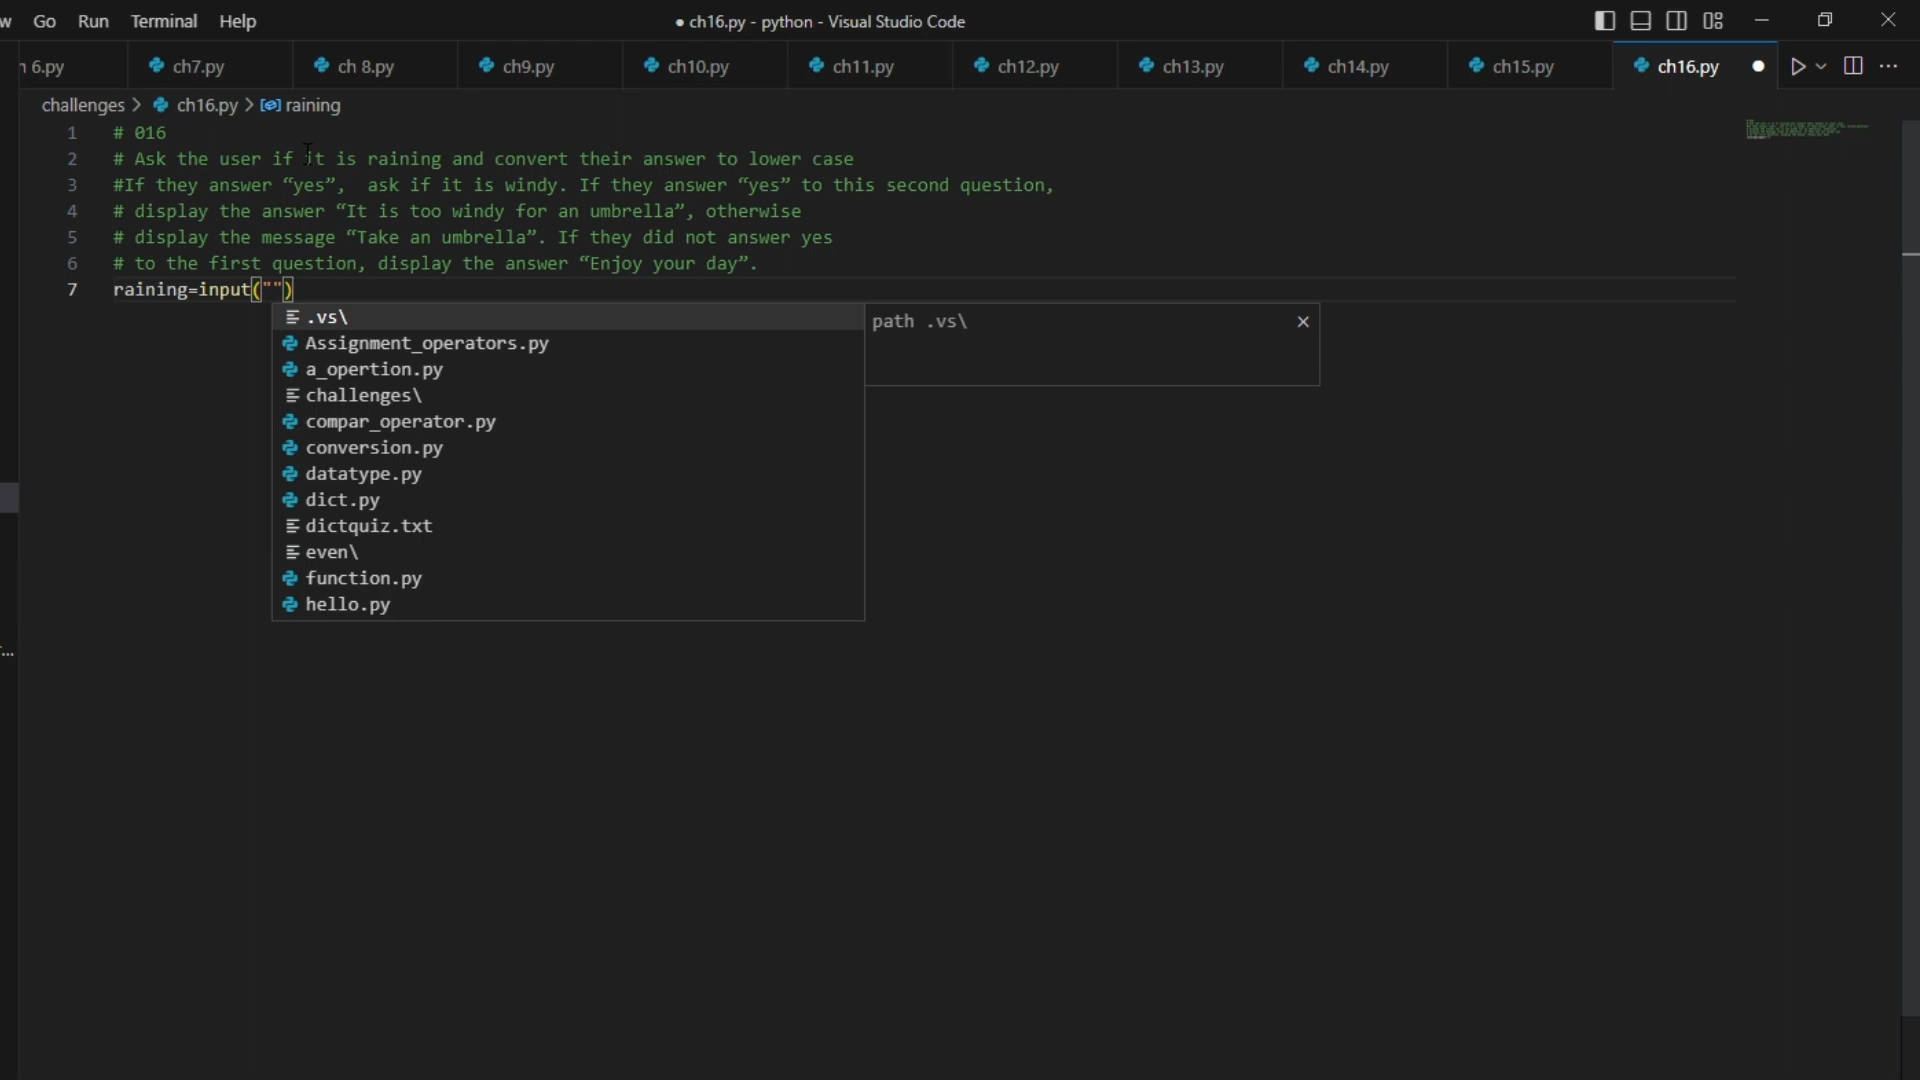 w Go Run Terminal Help
● ch16.py - python - Visual Studio Code
6.py ch7.py ch 8.py ch9.py ch10.py ch11.py ch12.py ch13.py ch14.py ch15.py ch16.py ● ···
challenges > ch16.py > raining
1 # 016
2 # Ask the user if it is raining and convert their answer to lower case
3 #If they answer “yes”,  ask if it is windy. If they answer “yes” to this second question,
4 # display the answer “It is too windy for an umbrella”, otherwise
5 # display the message “Take an umbrella”. If they did not answer yes
6 # to the first question, display the answer “Enjoy your day”.
7 raining=input("")
.vs\
path .vs\
Assignment_operators.py
a_opertion.py
challenges\
compar_operator.py
conversion.py
datatype.py
dict.py
dictquiz.txt
even\
function.py
hello.py